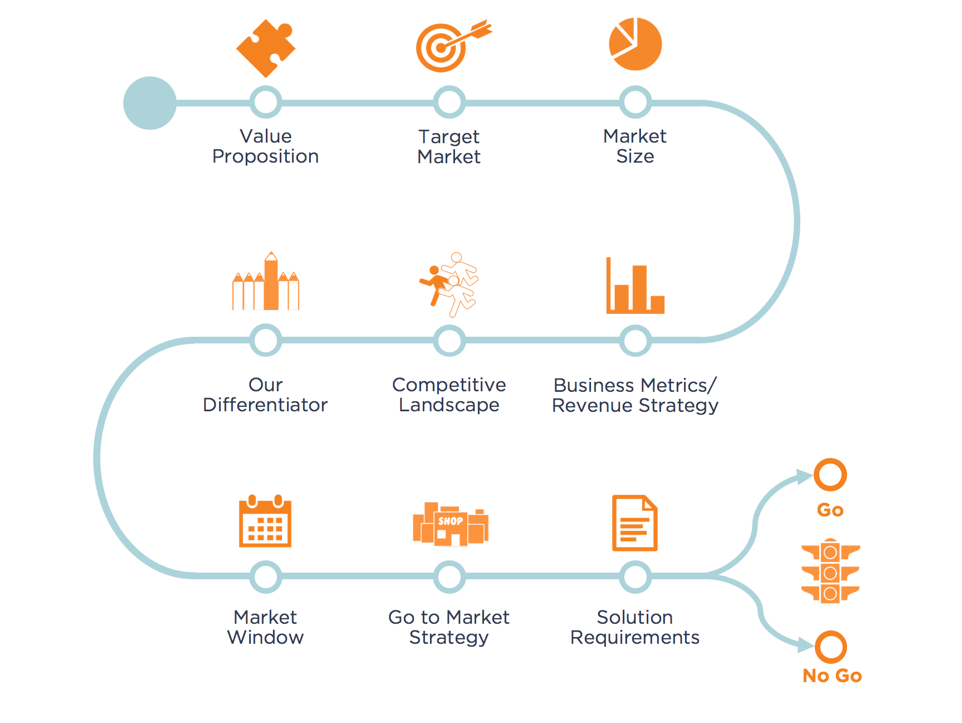 Value
Proposition
Target
Market
Market
Size
Our
Differentiator
Competitive
Landscape
Business Metrics/
Revenue Strategy
SHOP
Market
Window
Go to Market
Strategy
Solution
Requirements
Go
No Go